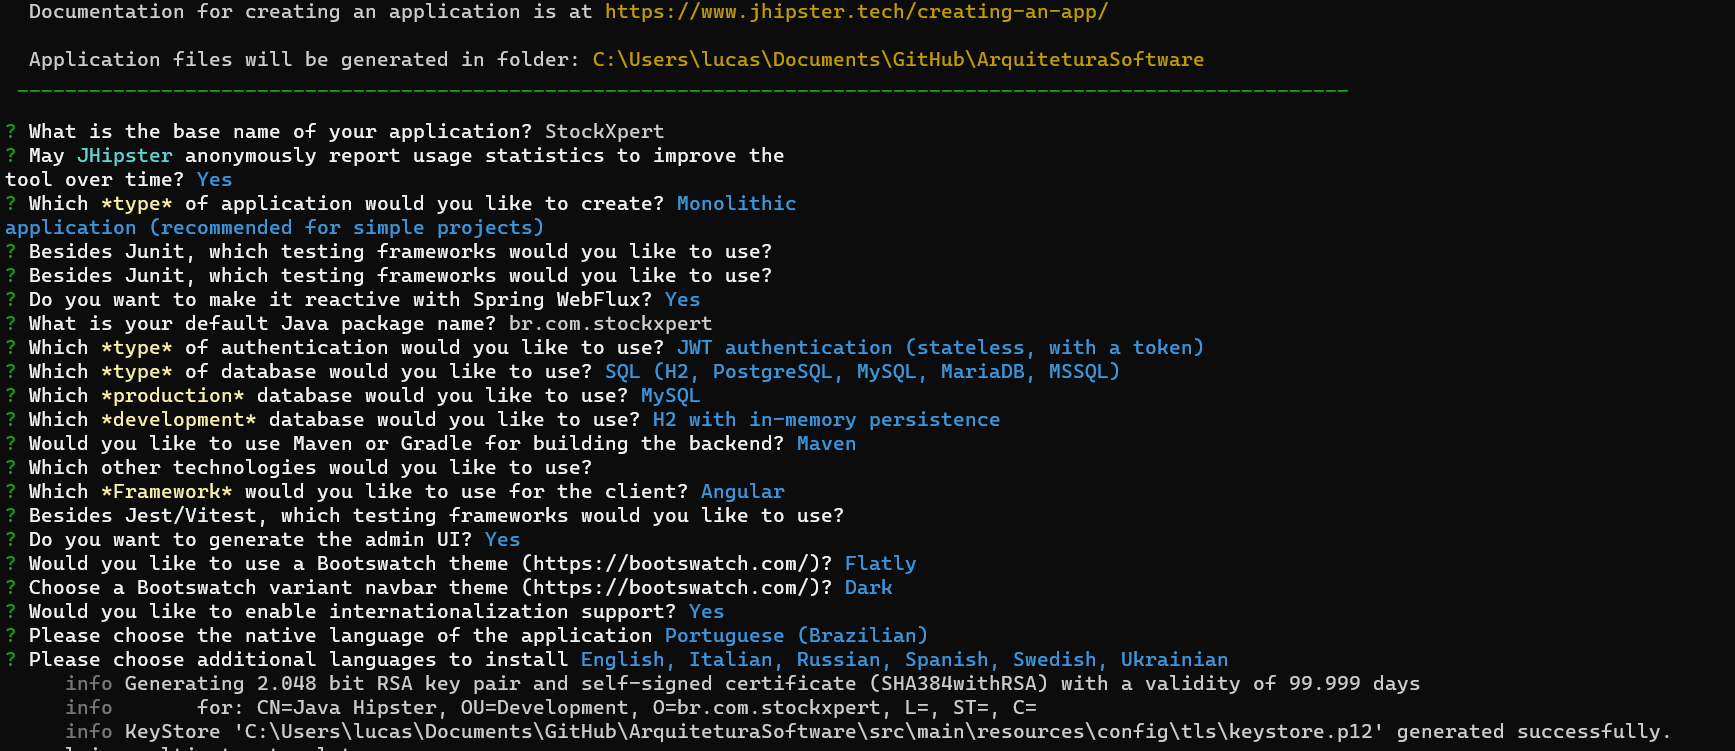 Documentation for creating an application is at https://www.jhipster.tech/creating-an-app/
Application files will be generated in folder: C:\Users\lucas\Documents\GitHub\ArquiteturaSoftware
? What is the base name of your application? StockXpert
? May JHipster anonymously report usage statistics to improve the
tool over time? Yes
? Which *type* of application would you like to create? Monolithic
application (recommended for simple projects)
? Besides Junit, which testing frameworks would you like to use?
? Besides Junit, which testing frameworks would you like to use?
? Do you want to make it reactive with Spring WebFlux? Yes
? What is your default Java package name? br.com.stockxpert
? Which *type* of authentication would you like to use? JWT authentication (stateless, with a token)
? Which *type* of database would you like to use? SQL (H2, PostgreSQL, MySQL, MariaDB, MSSQL)
? Which *production* database would you like to use? MySQL
? Which *development* database would you like to use? H2 with in-memory persistence
? Would you like to use Maven or Gradle for building the backend? Maven
? Which other technologies would you like to use?
? Which *Framework* would you like to use for the client? Angular
? Besides Jest/Vitest, which testing frameworks would you like to use?
? Do you want to generate the admin UI? Yes
? Would you like to use a Bootswatch theme (https://bootswatch.com/)? Flatly
? Choose a Bootswatch variant navbar theme (https://bootswatch.com/)? Dark
? Would you like to enable internationalization support? Yes
? Please choose the native language of the application Portuguese (Brazilian)
? Please choose additional languages to install English, Italian, Russian, Spanish, Swedish, Ukrainian
info Generating 2.048 bit RSA key pair and self-signed certificate (SHA384withRSA) with a validity of 99.999 days
info for: CN=Java Hipster, OU=Development, O=br.com.stockxpert, L=, ST=, C=
info KeyStore 'C:\Users\lucas\Documents\GitHub\ArquiteturaSoftware\src\main\resources\config\tls\keystore.p12' generated successfully.